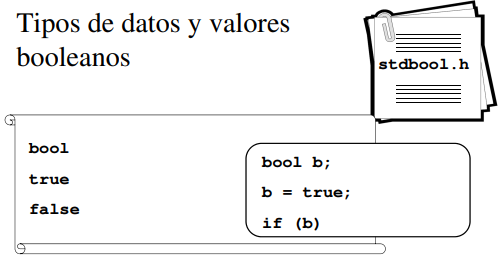 Tipos de datos y valores
booleanos
stdbool.h
bool
true
false
bool b;
b = true;
if (b)